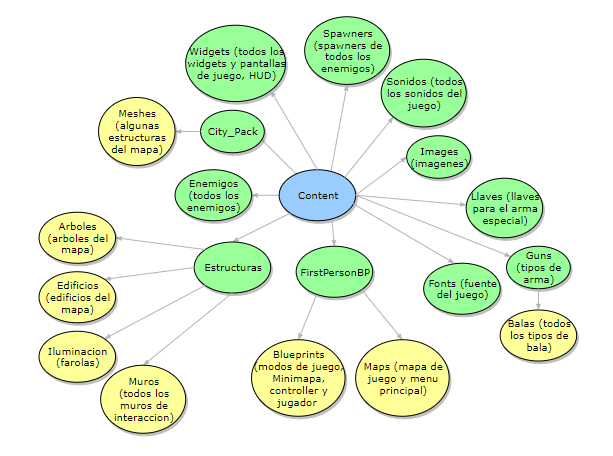 Widgets (todos los
widgets y pantallas
de juego, HUD)
Spawners
(spawners de
todos los
enemigos)
Sonidos (todos
los sonidos del
juego)
Meshes
(algunas
estructuras
del mapa)
City_Pack
Images
(imagenes)
Enemigos
(todos los
enemigos)
Content
Llaves (llaves
para el arma
especial)
Arboles
(arboles del
mapa)
Estructuras
FirstPersonBP
Guns
(tipos de
arma)
Fonts (fuente
del juego)
Edificios
(edificios del
mapa)
Balas (todos
los tipos de
bala)
Iluminacion
(farolas)
Muros
(todos los
muros de
interaccion)
Blueprints
(modos de juego,
Minimapa,
controller y
jugador
Maps (mapa de
juego y menu
principal)